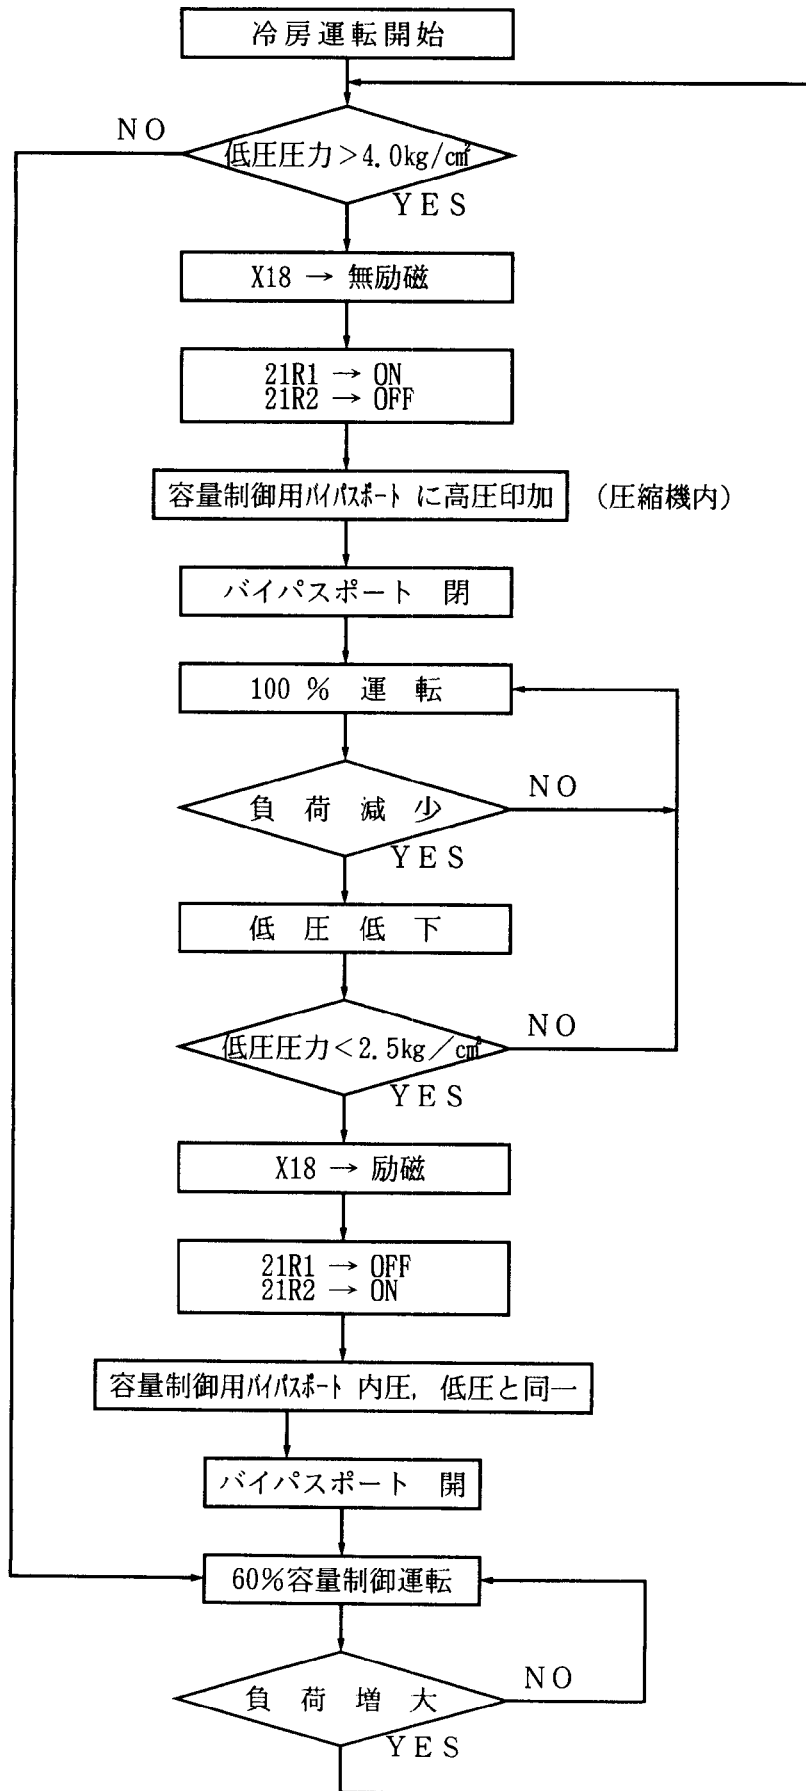 冷房運転開始
NO
低圧圧力>4.0kg/cm²
YES
X18 → 無励磁
21R1 → ON
21R2 → OFF
容量制御用バイパスポート に高圧印加 (圧縮機内)
バイパスポート 閉
100 % 運 転
負 荷 減 少
NO
YES
低 圧 低 下
低圧圧力<2.5kg/cm²
NO
YES
X18 → 励磁
21R1 → OFF
21R2 → ON
容量制御用バイパスポート 内圧, 低圧と同一
バイパスポート 開
60%容量制御運転
負 荷 増 大
NO
YES